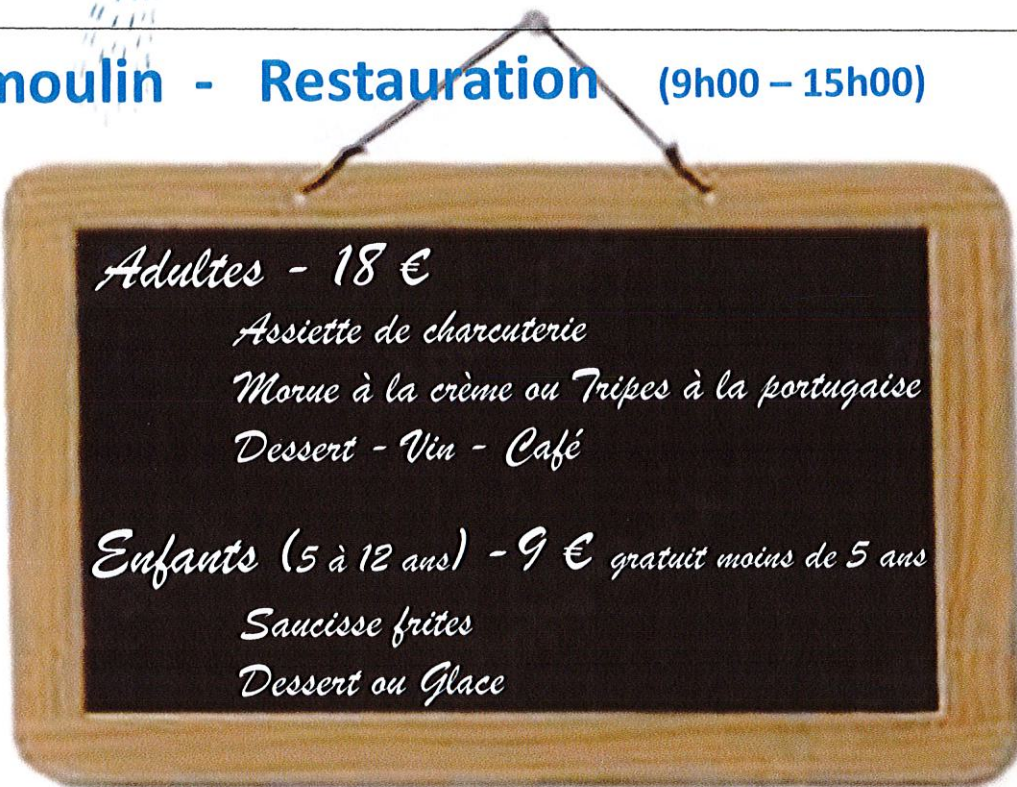 moulin - Restauration (9h00 – 15h00)
Adultes - 18 €
Assiette de charcuterie
Morue à la crème ou Tripes à la portugaise
Dessert - Vin - Café
Enfants (5 à 12 ans) - 9 € gratuit moins de 5 ans
Saucisse frites
Dessert ou Glace